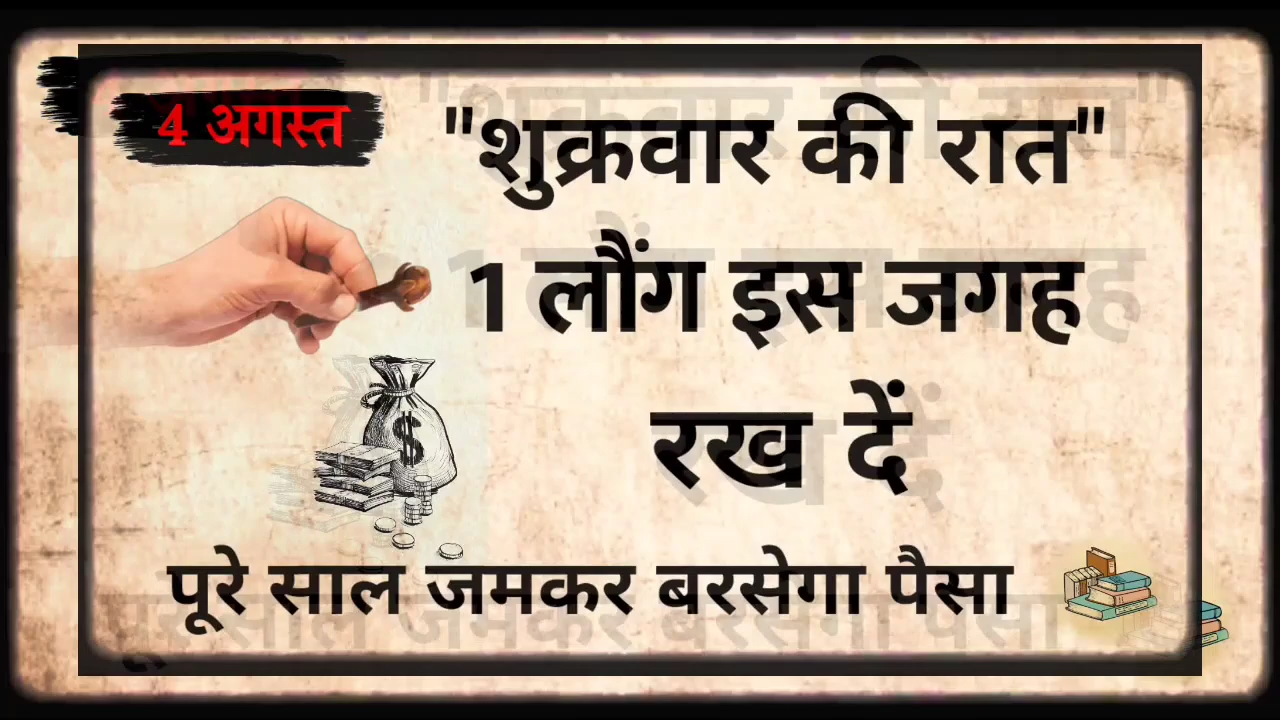 4 अगस्त
"शुक्रवार की रात"
1 लौंग इस जगह
रख दें
$
पूरे साल जमकर बरसेगा पैसा